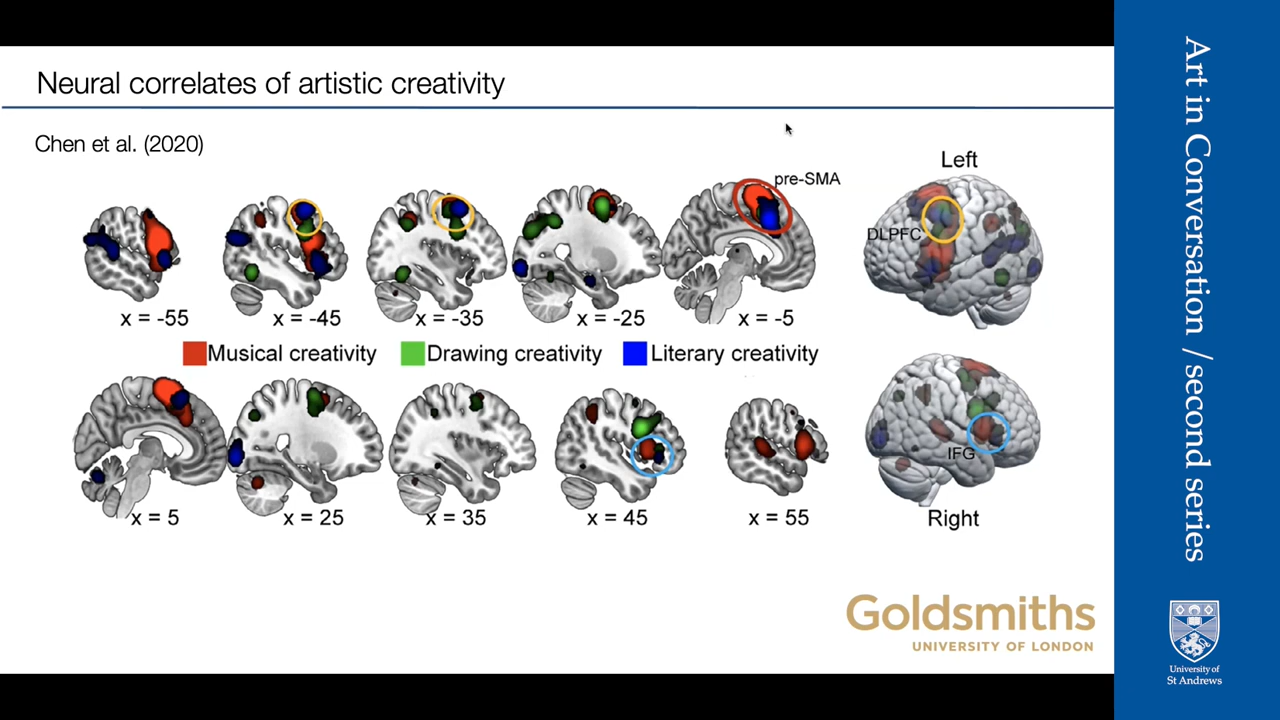 Neural correlates of artistic creativity
Chen et al. (2020)
Left
pre-SMA
DLPFC
x = -55
x = -45
x = -35
x = -25
x = -5
Musical creativity
Drawing creativity
Literary creativity
IFG
x = 5
x = 25
x = 35
x = 45
x = 55
Right
Goldsmiths
UNIVERSITY OF LONDON
Art in Conversation / second series
University of
St Andrews